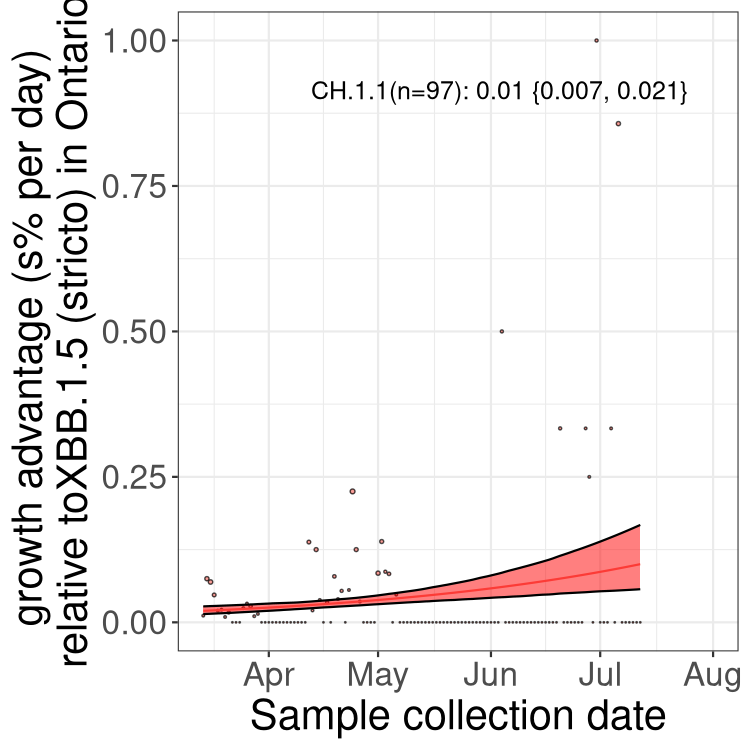 growth advantage (s% per day)
relative toXBB.1.5 (stricto) in Ontario
1.00
CH.1.1(n=97): 0.01 {0.007, 0.021}
0.75
0.50
0.25
0.00
Apr May Jun Jul Aug
Sample collection date